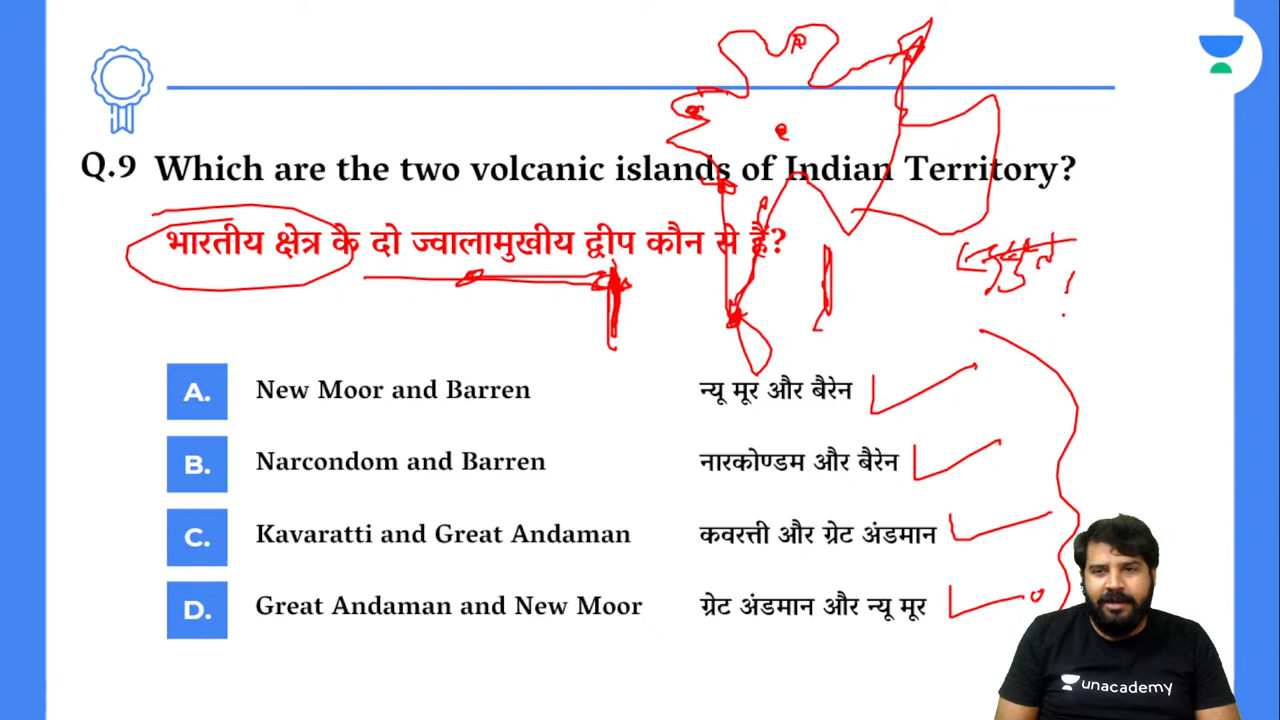 Q.9 Which are the two volcanic islands of Indian Territory?
भारतीय क्षेत्र के दो ज्वालामुखीय द्वीप कौन से हैं?
A. New Moor and Barren न्यू मूर और बैरेन
B. Narcondom and Barren नारकोण्डम और बैरेन
C. Kavaratti and Great Andaman कवरत्ती और ग्रेट अंडमान
D. Great Andaman and New Moor ग्रेट अंडमान और न्यू मूर
unacademy